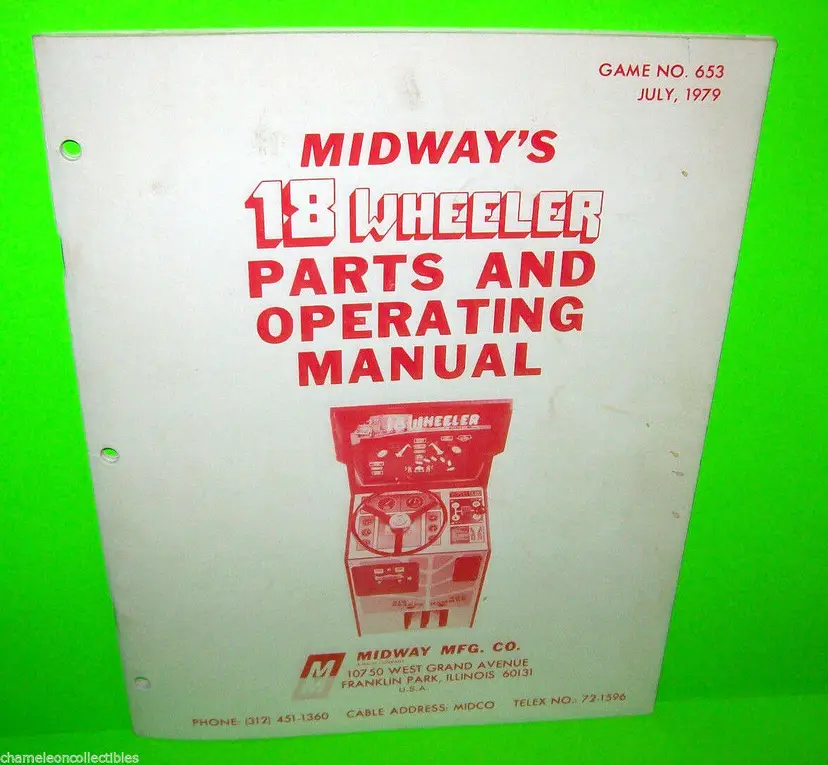 GAME NO. 653
JULY, 1979
MIDWAY'S
18 WHEELER
PARTS AND
OPERATING
MANUAL
18 WHEELER
MIDWAY MFG. CO.
10750 WEST GRAND AVENUE
FRANKLIN PARK, ILLINOIS 60131
U.S.A.
PHONE: (312) 451-1360 CABLE ADDRESS: MIDCO TELEX NO.: 72-1596
chameleoncollectibles